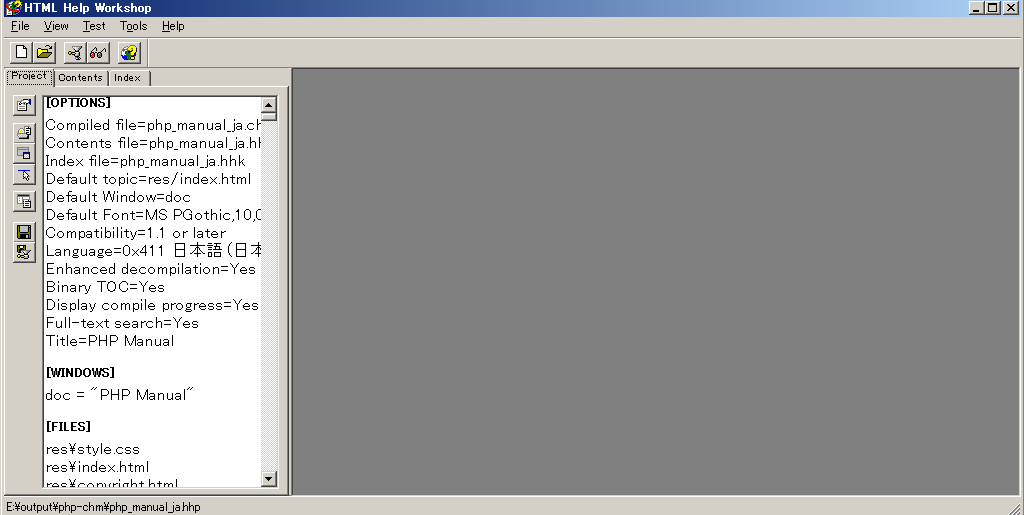 HTML Help Workshop
File View Test Tools Help
Project Contents Index
[OPTIONS]
Compiled file=php_manual_ja.ch
Contents file=php_manual_ja.hh
Index file=php_manual_ja.hhk
Default topic=res/index.html
Default Window=doc
Default Font=MS PGothic,10,0
Compatibility=1.1 or later
Language=0x411 日本語 (日本
Enhanced decompilation=Yes
Binary TOC=Yes
Display compile progress=Yes
Full-text search=Yes
Title=PHP Manual
[WINDOWS]
doc = "PHP Manual"
[FILES]
res¥style.css
res¥index.html
res¥copyright.html
E:¥output¥php-chm¥php_manual_ja.hhp